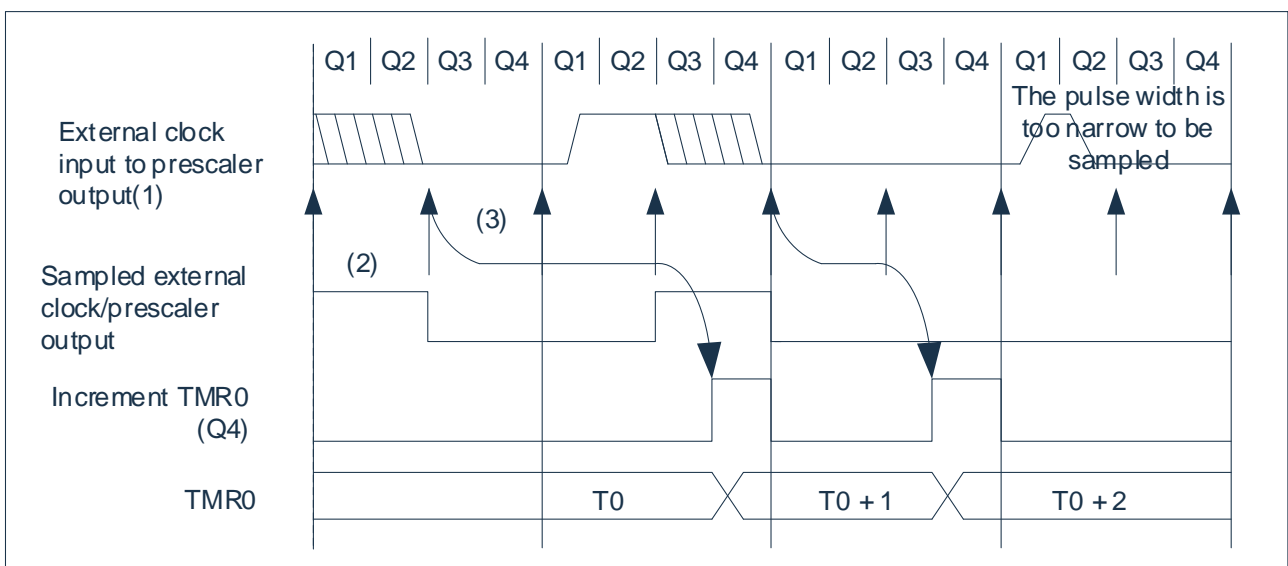 Q1 Q2 Q3 Q4 Q1 Q2 Q3 Q4 Q1 Q2 Q3 Q4 Q1 Q2 Q3 Q4
The pulse width is
too narrow to be
sampled
External clock
input to prescaler
output(1)
(3)
(2)
Sampled external
clock/prescaler
output
Increment TMR0
(Q4)
TMR0 T0 T0 + 1 T0 + 2